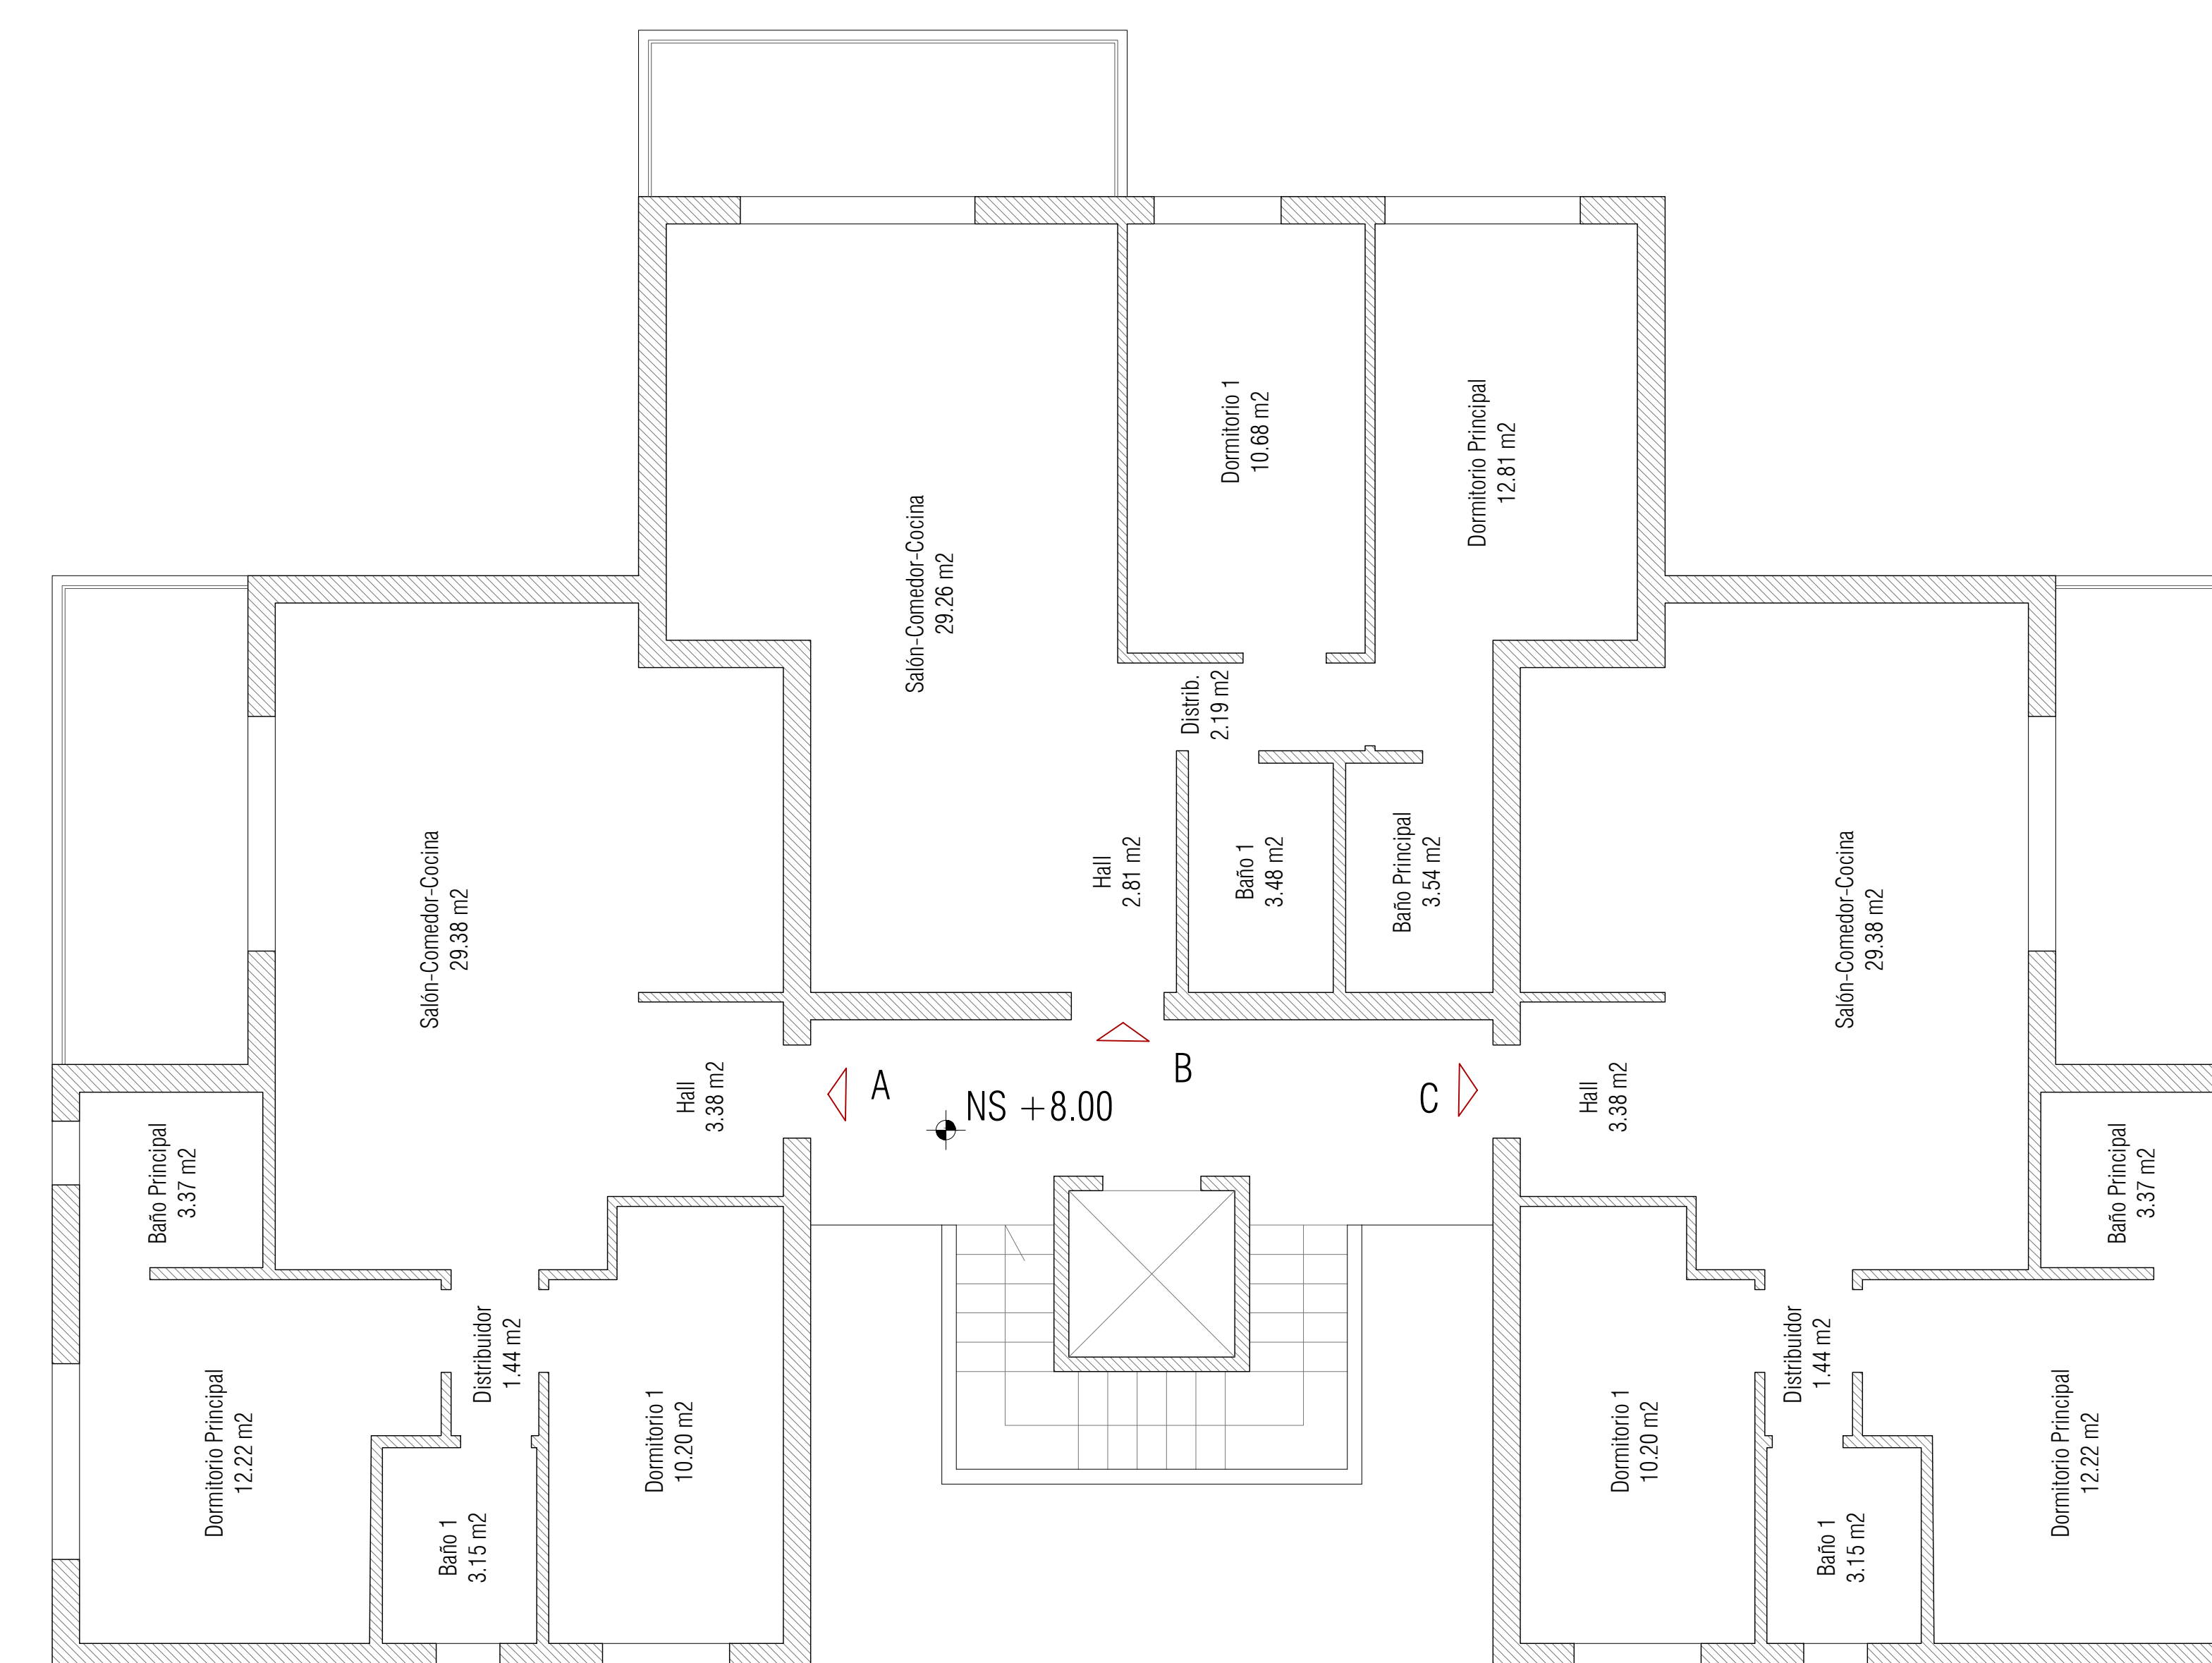 Salón-Comedor-Cocina
29.26 m2
Dormitorio 1
10.68 m2
Dormitorio Principal
12.81 m2
Distrib.
2.19 m2
Hall
2.81 m2
Baño 1
3.48 m2
Baño Principal
3.54 m2
Salón-Comedor-Cocina
29.38 m2
Hall
3.38 m2
Baño Principal
3.37 m2
Distribuidor
1.44 m2
Dormitorio Principal
12.22 m2
Baño 1
3.15 m2
Dormitorio 1
10.20 m2
A
B
C
NS +8.00
Salón-Comedor-Cocina
29.38 m2
Hall
3.38 m2
Baño Principal
3.37 m2
Distribuidor
1.44 m2
Dormitorio 1
10.20 m2
Baño 1
3.15 m2
Dormitorio Principal
12.22 m2